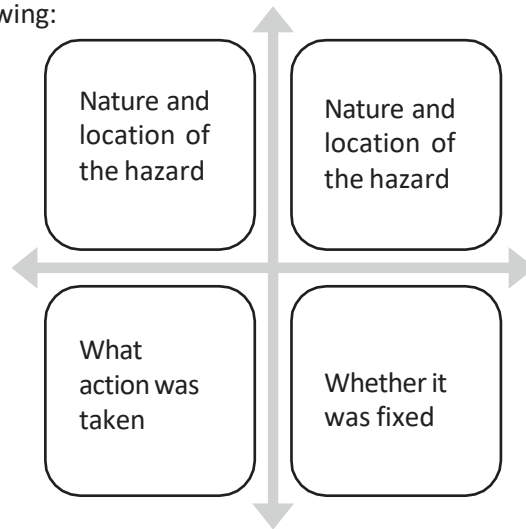 wing:
Nature and
location of
the hazard
Nature and
location of
the hazard
What
action was
taken
Whether it
was fixed